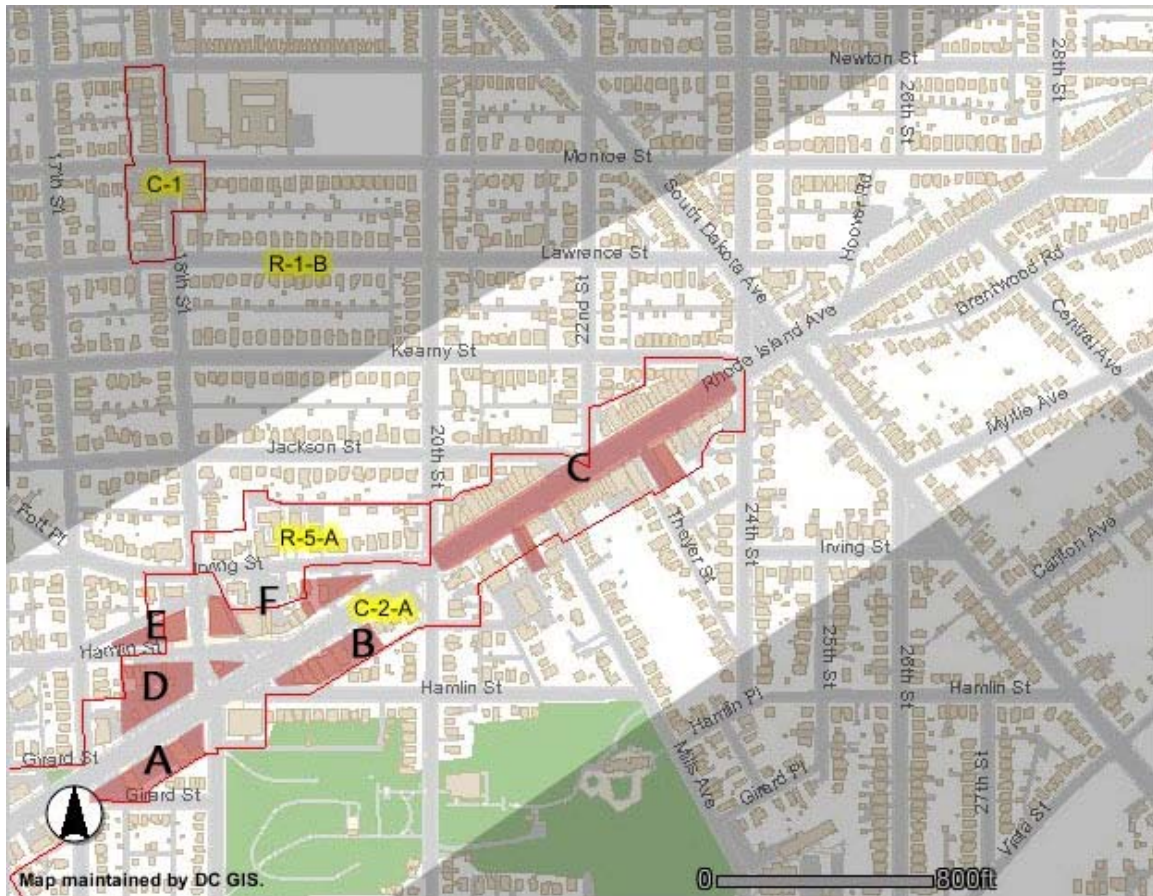 Newton St
28th St
26th St
17th St
C-1
Monroe St
South Dakota Ave
Hoover
R-1-B
18th St
Lawrence St
22nd St
Brentwood Rd
Central Ave
Kearny St
Rhode Island Ave
Myrtle Ave
Jackson St
20th St
C
Fort Pl
R-5-A
Thayer St
24th St
Irving St
Irving St
Carlton Ave
F
C-2-A
E
Hamlin St
B
25th St
26th St
D
Hamlin St
Hamlin Pl
Hamlin St
Girard St
A
Girard St
Mills Ave
Girard Pl
27th St
Vista St
Map maintained by DC GIS.
0 800ft